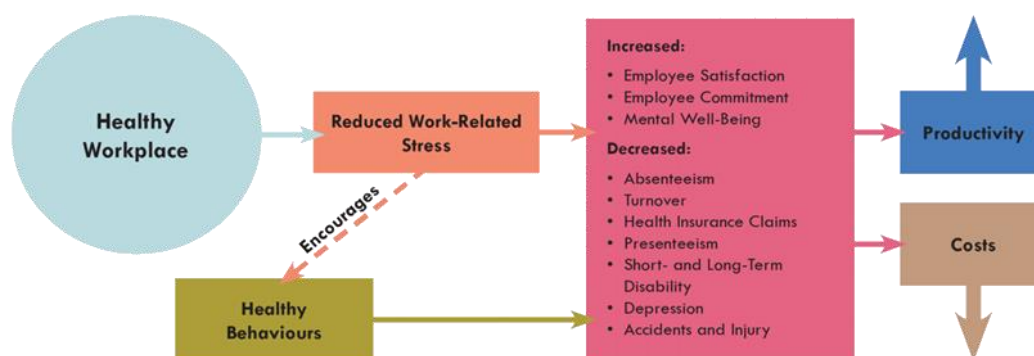 Healthy
Workplace
Reduced Work-Related
Stress
Encourages
Healthy
Behaviours
Increased:
• Employee Satisfaction
• Employee Commitment
• Mental Well-Being
Decreased:
• Absenteeism
• Turnover
• Health Insurance Claims
• Presenteeism
• Short- and Long-Term
Disability
• Depression
• Accidents and Injury
Productivity
Costs